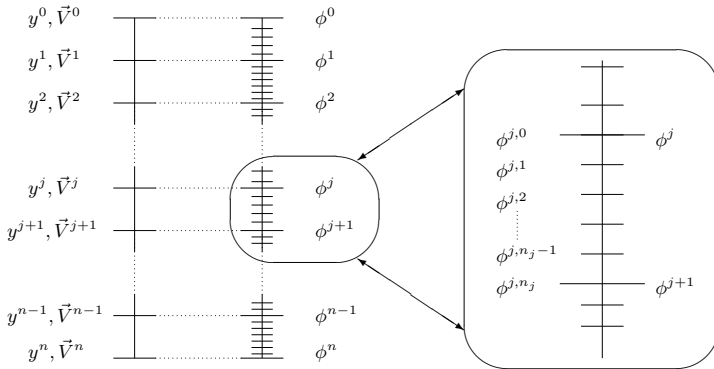 y^0, \vec{V}^0 φ^0
y^1, \vec{V}^1 φ^1
y^2, \vec{V}^2 φ^2
y^j, \vec{V}^j φ^j
y^{j+1}, \vec{V}^{j+1} φ^{j+1}
y^{n−1}, \vec{V}^{n−1} φ^{n−1}
y^n, \vec{V}^n φ^n
φ^{j,0} φ^j
φ^{j,1}
φ^{j,2}
φ^{j,n_j−1}
φ^{j,n_j} φ^{j+1}